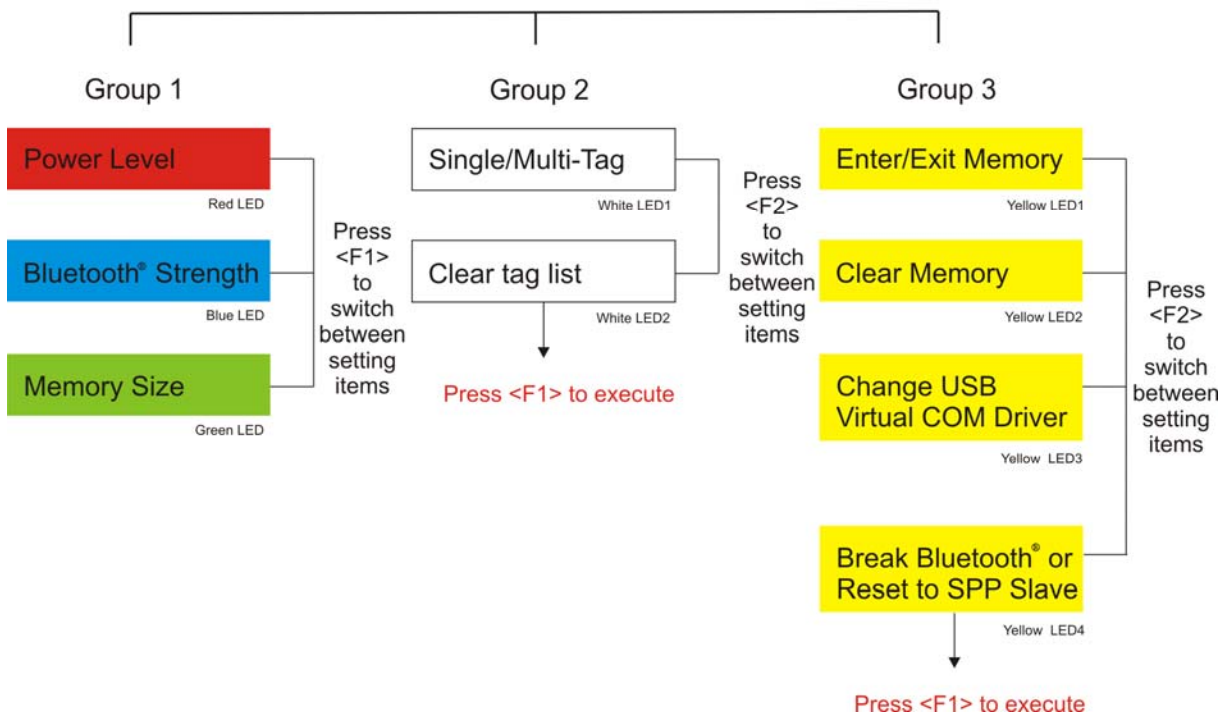 Group 1
Power Level
Red LED
Bluetooth® Strength
Blue LED
Memory Size
Green LED
Press
<F1>
to
switch
between
setting
items
Group 2
Single/Multi-Tag
White LED1
Clear tag list
White LED2
Press <F1> to execute
Press
<F2>
to
switch
between
setting
items
Group 3
Enter/Exit Memory
Yellow LED1
Clear Memory
Yellow LED2
Change USB
Virtual COM Driver
Yellow LED3
Break Bluetooth® or
Reset to SPP Slave
Yellow LED4
Press <F1> to execute
Press
<F2>
to
switch
between
setting
items